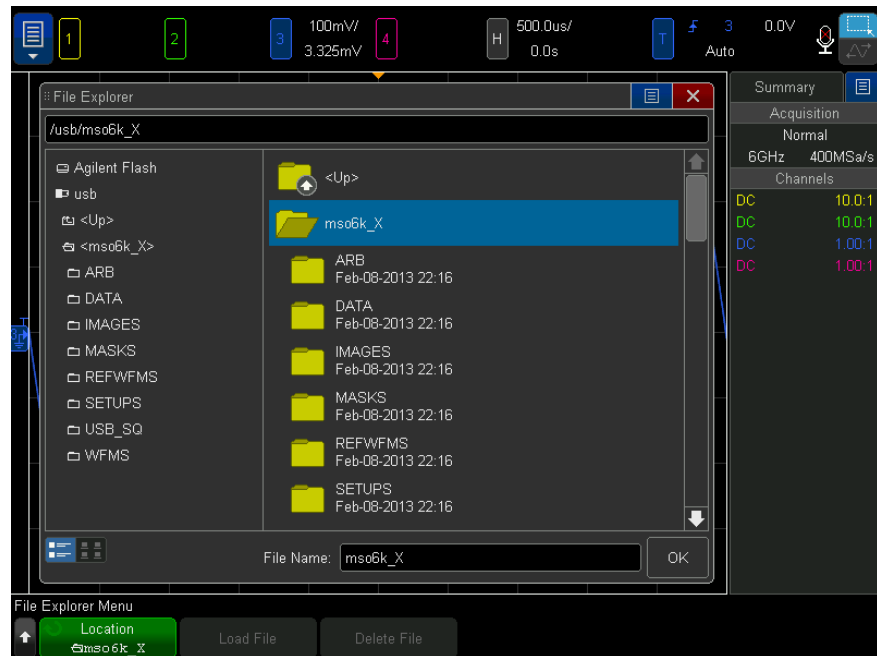 1
2
3
100mV/
3.325mV
4
H
500.0us/
0.0s
T
3
0.0V
Auto
File Explorer
/usb/mso6k_X
Agilent Flash
usb
<Up>
<mso6k_X>
ARB
DATA
IMAGES
MASKS
REFWFMS
SETUPS
USB_SQ
WFMS
<Up>
mso6k_X
ARB
Feb-08-2013 22:16
DATA
Feb-08-2013 22:16
IMAGES
Feb-08-2013 22:16
MASKS
Feb-08-2013 22:16
REFWFMS
Feb-08-2013 22:16
SETUPS
Feb-08-2013 22:16
File Name: mso6k_X
OK
Summary
Acquisition
Normal
6GHz 400MSa/s
Channels
DC 10.0:1
DC 10.0:1
DC 1.00:1
DC 1.00:1
File Explorer Menu
Location
mso6k_X
Load File
Delete File